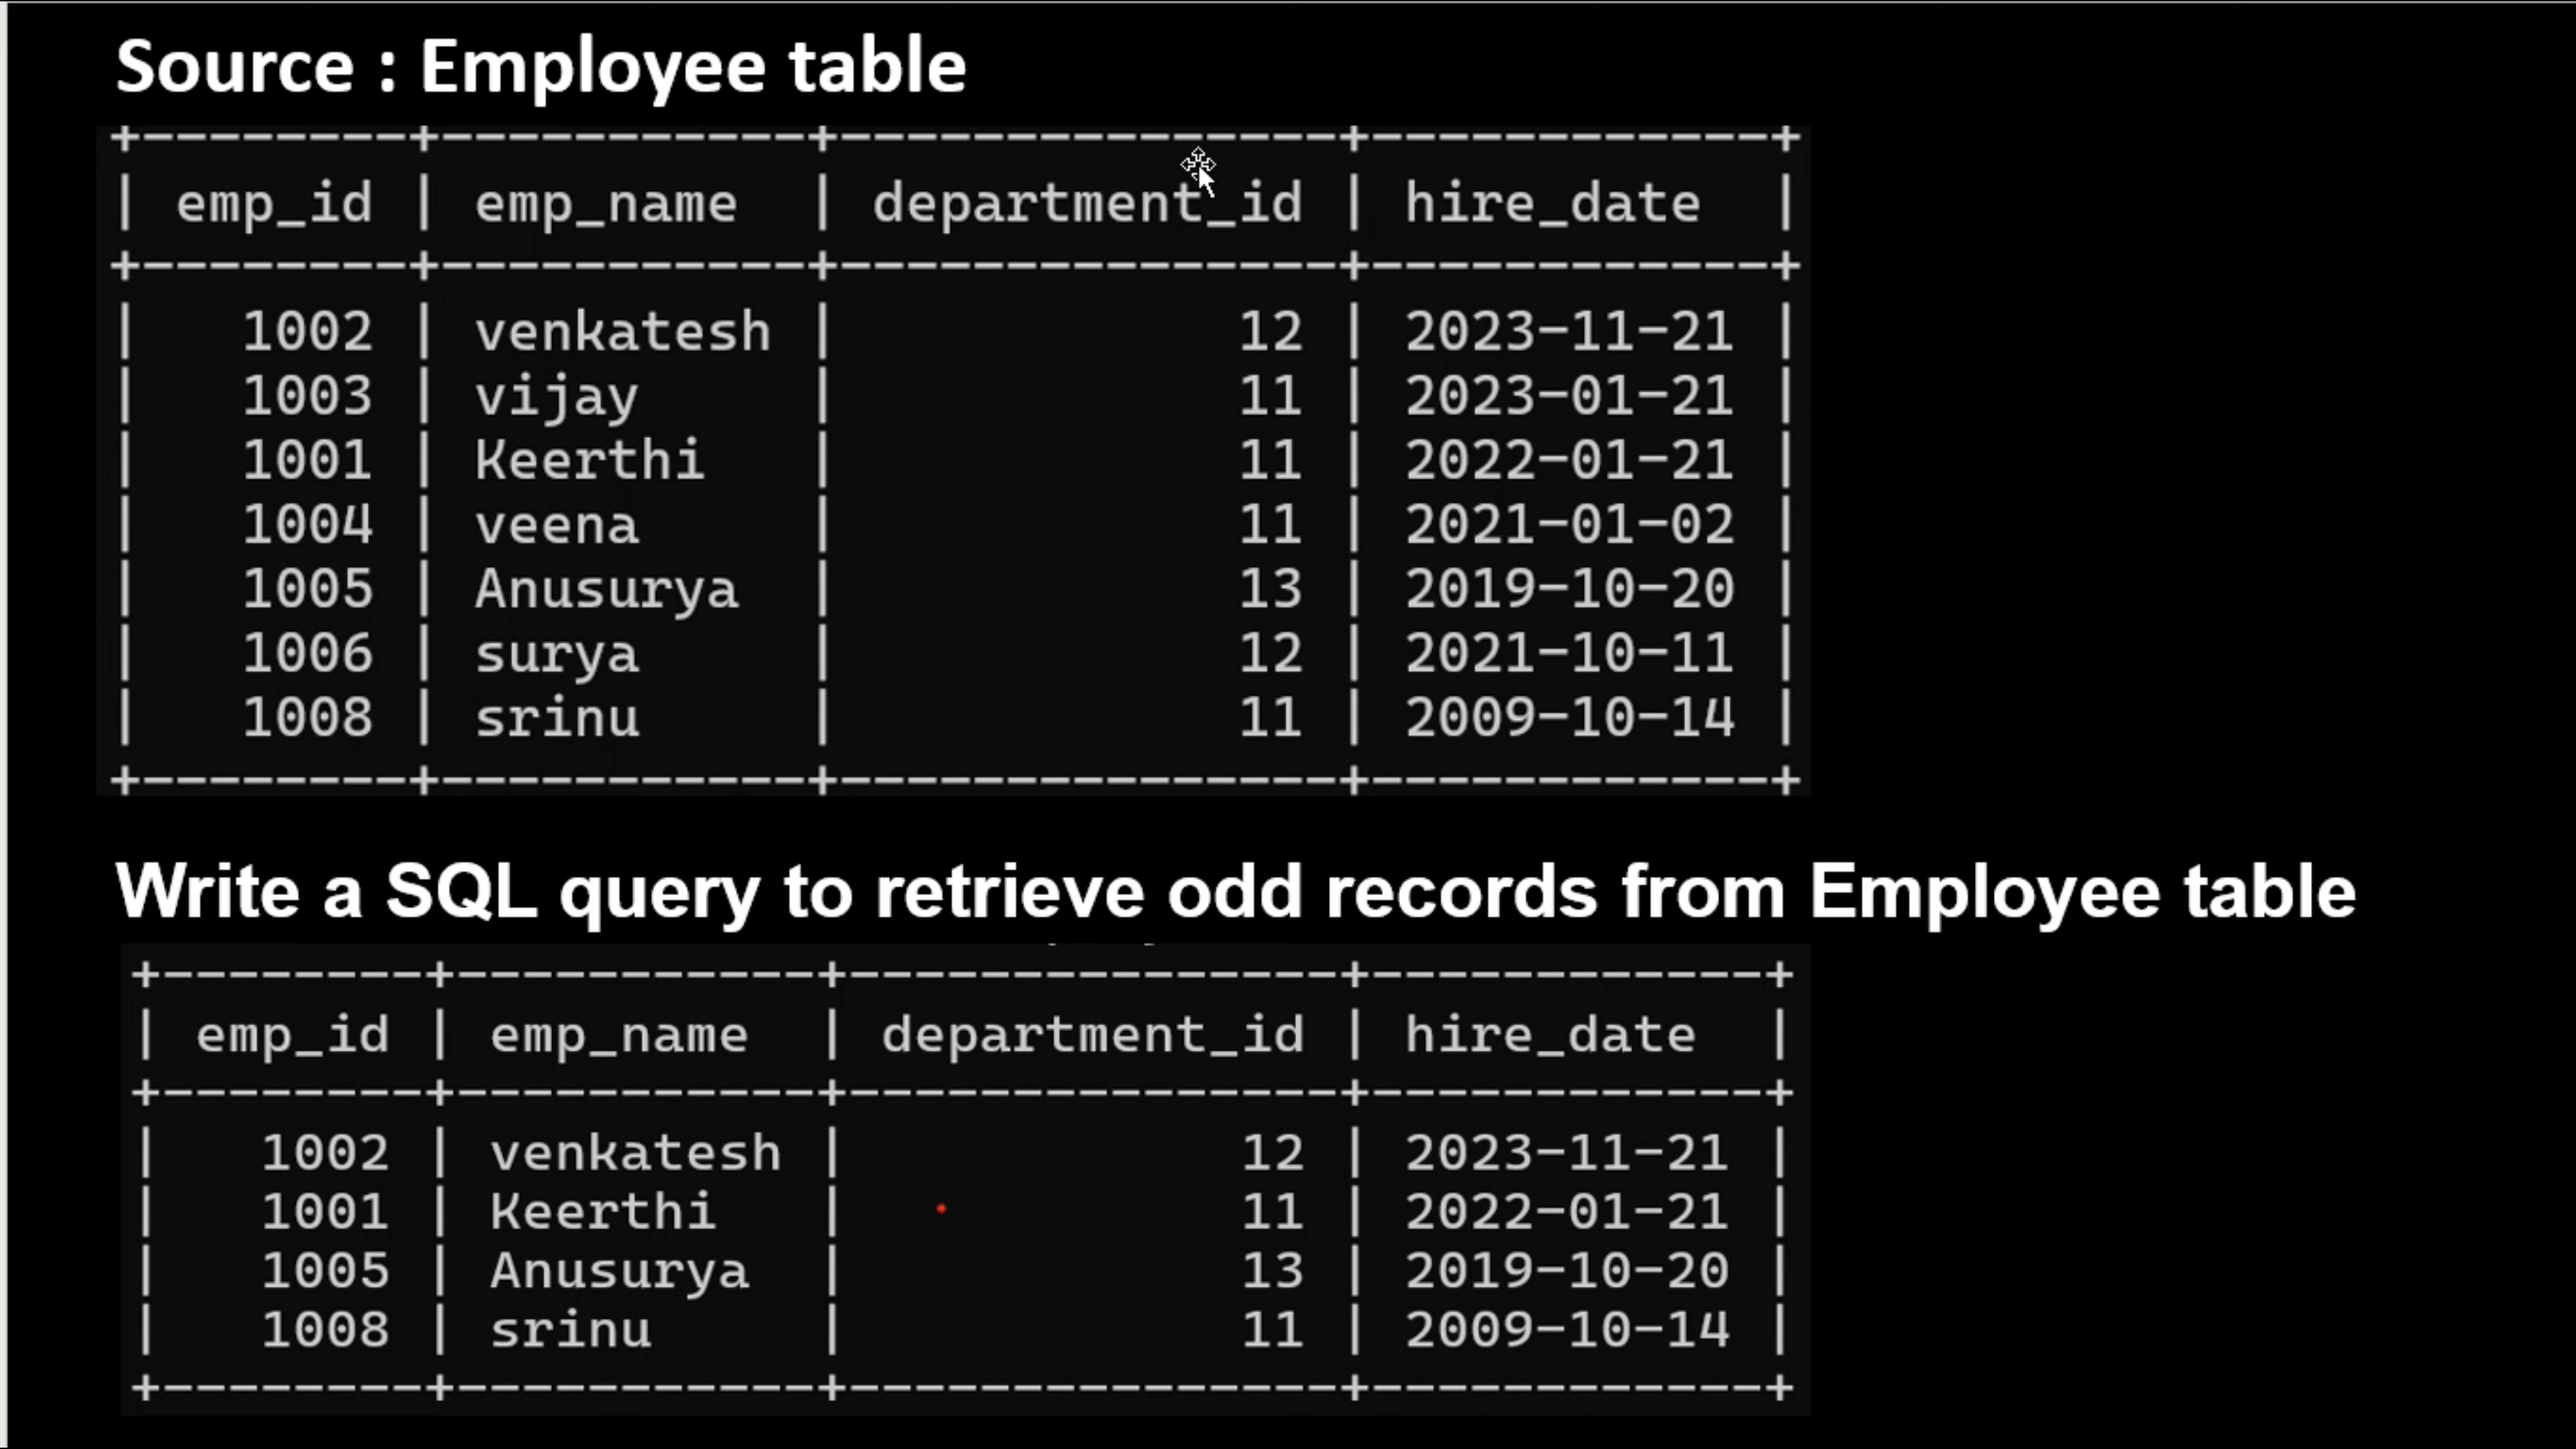 Source : Employee table
+--------+-----------+---------------+------------+
| emp_id | emp_name | department_id | hire_date |
+--------+-----------+---------------+------------+
| 1002 | venkatesh | 12 | 2023-11-21 |
| 1003 | vijay | 11 | 2023-01-21 |
| 1001 | Keerthi | 11 | 2022-01-21 |
| 1004 | veena | 11 | 2021-01-02 |
| 1005 | Anusurya | 13 | 2019-10-20 |
| 1006 | surya | 12 | 2021-10-11 |
| 1008 | srinu | 11 | 2009-10-14 |
+--------+-----------+---------------+------------+
Write a SQL query to retrieve odd records from Employee table
+--------+-----------+---------------+------------+
| emp_id | emp_name | department_id | hire_date |
+--------+-----------+---------------+------------+
| 1002 | venkatesh | 12 | 2023-11-21 |
| 1001 | Keerthi | 11 | 2022-01-21 |
| 1005 | Anusurya | 13 | 2019-10-20 |
| 1008 | srinu | 11 | 2009-10-14 |
+--------+-----------+---------------+------------+